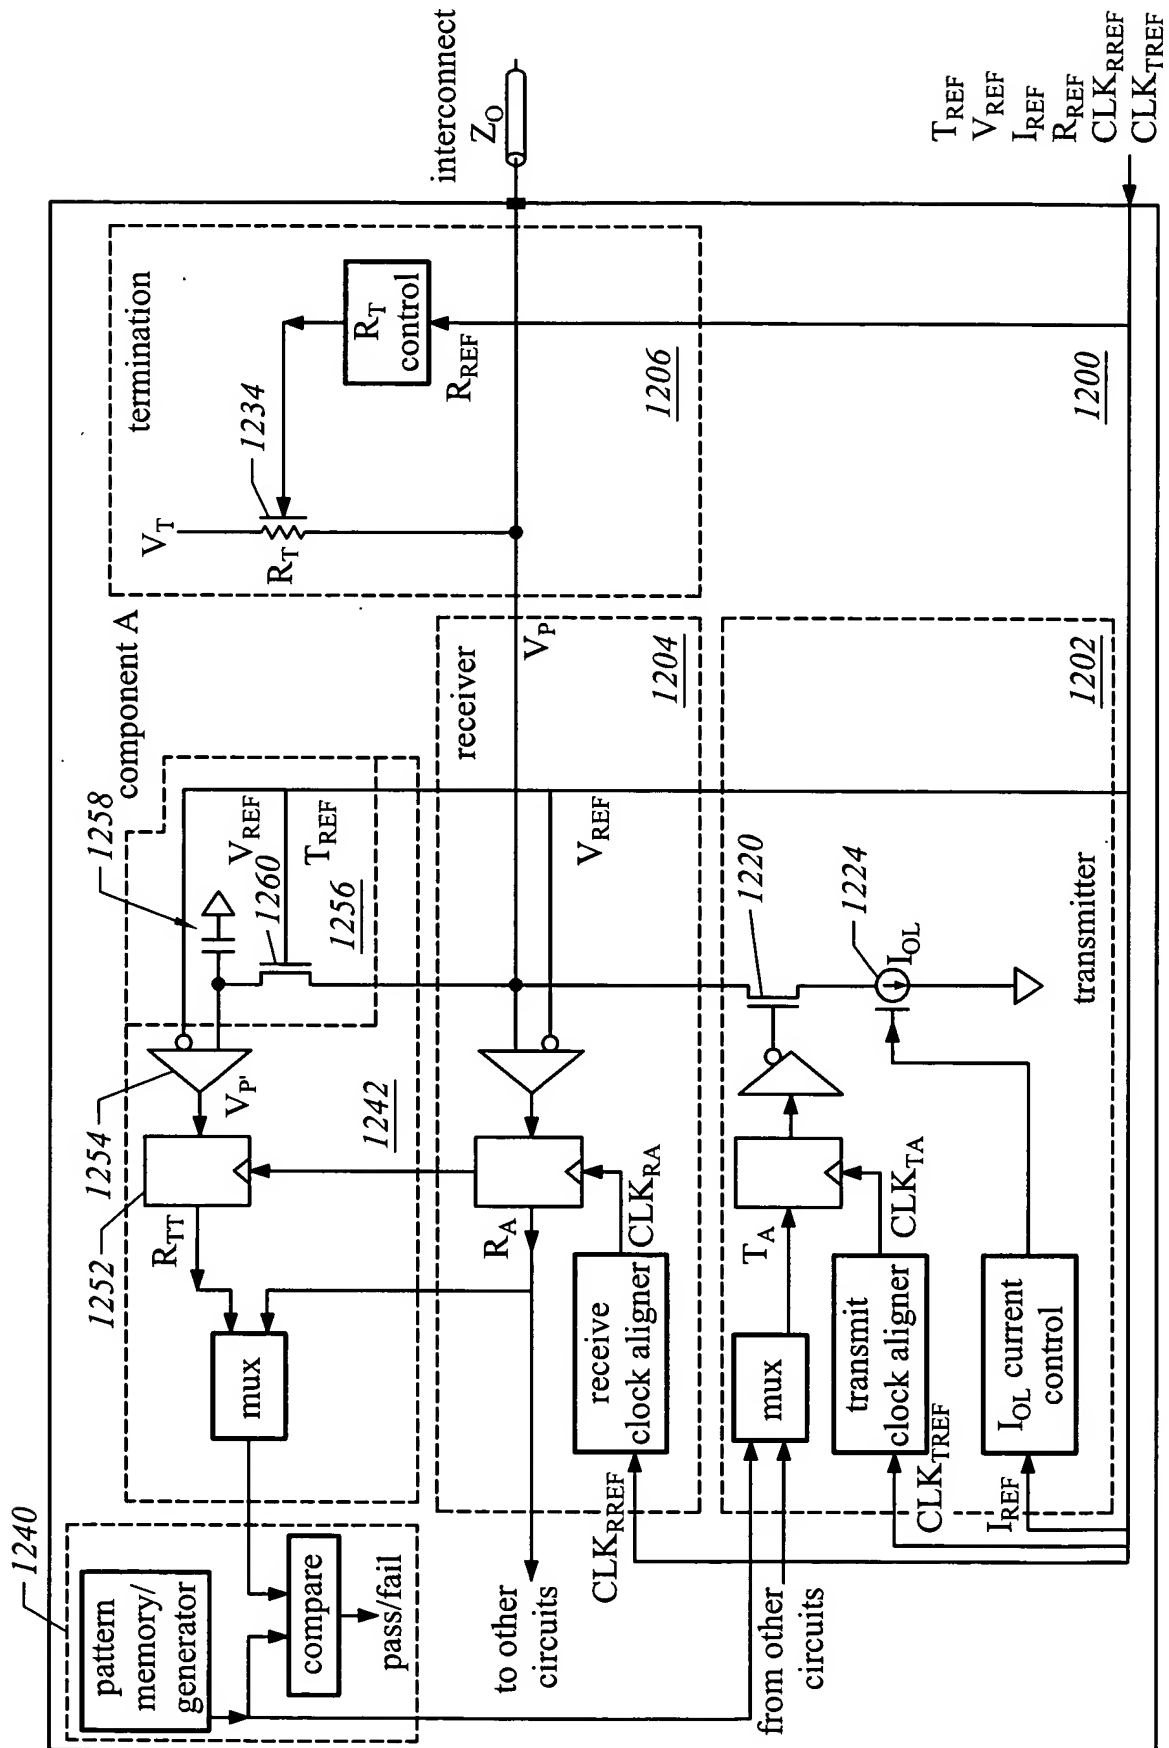 1240
pattern
memory/
generator
compare
pass/fail
1252
1254
mux
R_TT
V_P'
1242
1258
component A
V_REF
1260
T_REF
1256
V_T
1234
R_T
termination
R_T
control
R_REF
1206
interconnect
Z_O
to other
circuits
R_A
receive
clock aligner
CLK_RA
CLK_RREF
receiver
V_P
V_REF
1204
from other
circuits
mux
T_A
transmit
clock aligner
CLK_TA
CLK_TREF
I_OL current
control
I_REF
1220
1224
I_OL
transmitter
1202
1200
T_REF
V_REF
I_REF
R_REF
CLK_RREF
CLK_TREF